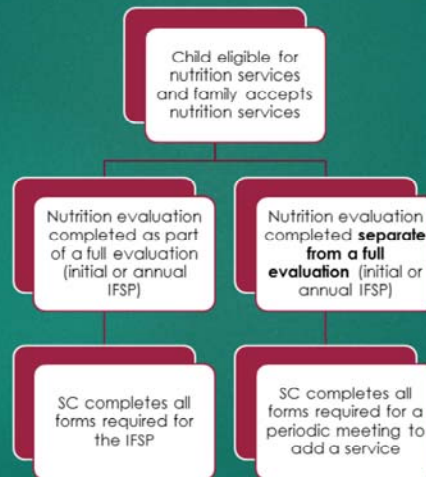 Child eligible for
nutrition services
and family accepts
nutrition services
Nutrition evaluation
completed as part
of a full evaluation
(initial or annual
IFSP)
Nutrition evaluation
completed separate
from a full
evaluation (initial or
annual IFSP)
SC completes all
forms required for
the IFSP
SC completes all
forms required for a
periodic meeting to
add a service